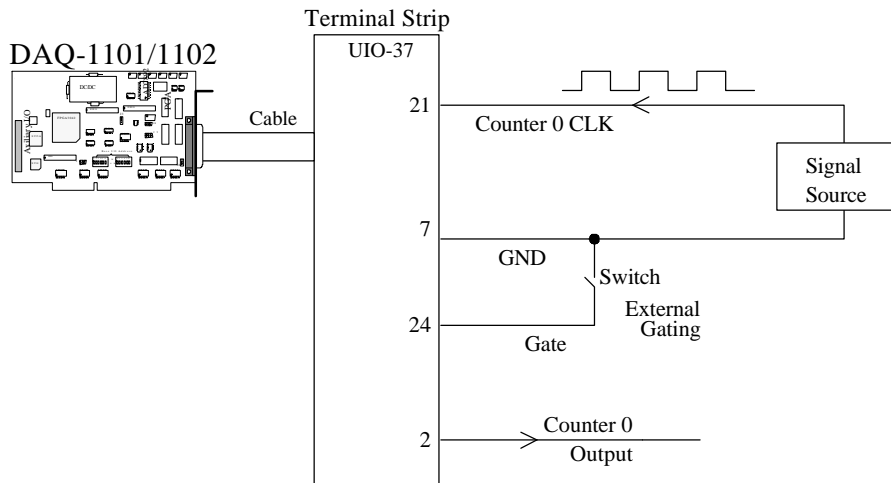 Terminal Strip
UIO-37
DAQ-1101/1102
DC/DC
Cable
21
Counter 0 CLK
Signal
Source
7
GND
Switch
External
Gating
24
Gate
Counter 0
2
Output